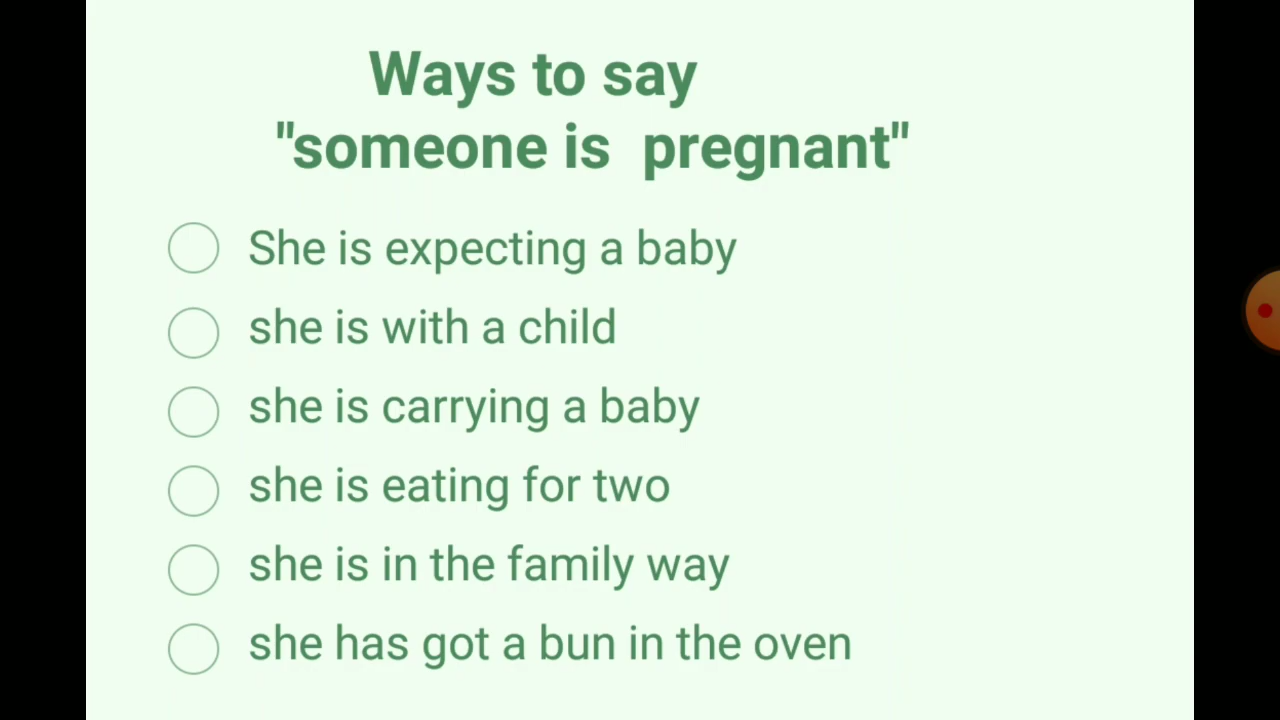 Ways to say
"someone is pregnant"
She is expecting a baby
she is with a child
she is carrying a baby
she is eating for two
she is in the family way
she has got a bun in the oven